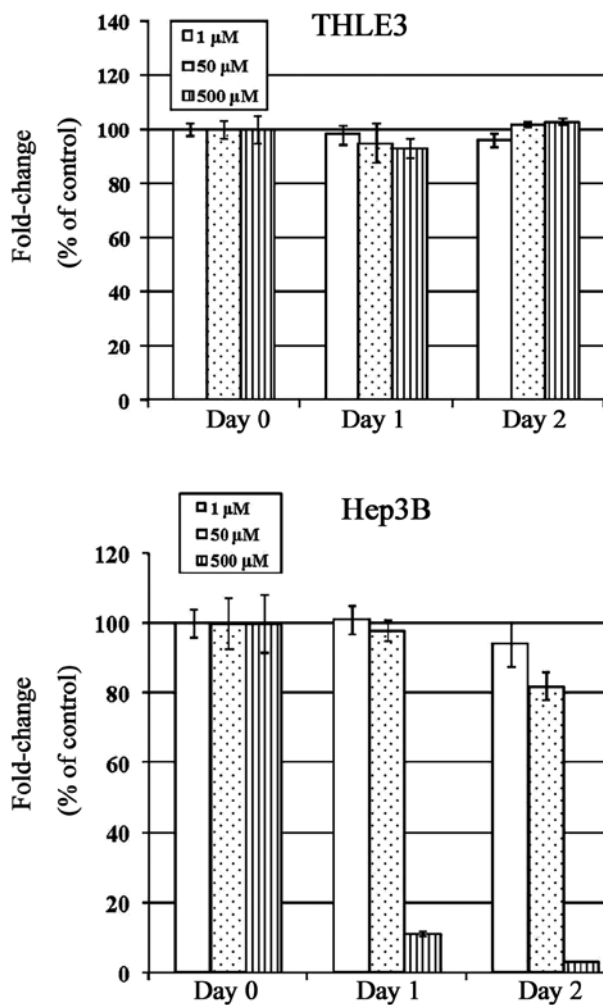 THLE3
1 µM
50 µM
500 µM
140
120
100
80
60
40
20
0
Fold-change
(% of control)
Day 0 Day 1 Day 2
Hep3B
1 µM
50 µM
500 µM
120
100
80
60
40
20
0
Fold-change
(% of control)
Day 0 Day 1 Day 2